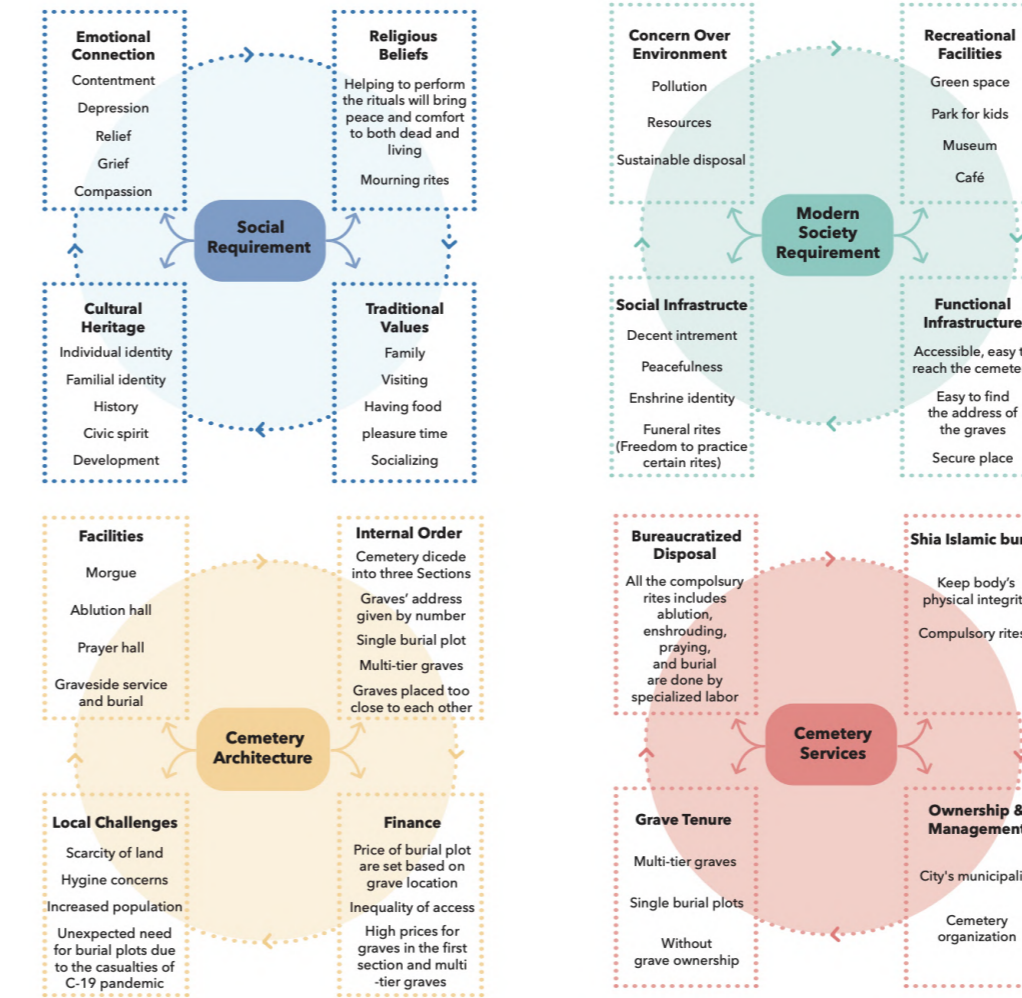 Emotional
Connection
Contentment
Depression
Relief
Grief
Compassion
Religious
Beliefs
Helping to perform
the rituals will bring
peace and comfort
to both dead and
living
Mourning rites
Social
Requirement
Cultural
Heritage
Individual identity
Familial identity
History
Civic spirit
Development
Traditional
Values
Family
Visiting
Having food
pleasure time
Socializing
Concern Over
Environment
Pollution
Resources
Sustainable disposal
Recreational
Facilities
Green space
Park for kids
Museum
Café
Modern
Society
Requirement
Social Infrastructe
Decent intrement
Peacefulness
Enshrine identity
Funeral rites
(Freedom to practice
certain rites)
Functional
Infrastructure
Accessible, easy
reach the
Easy to find
the address of
the graves
Secure place
Facilities
Morgue
Ablution hall
Prayer hall
Graveside service
and burial
Internal Order
Cemetery dicede
into three Sections
Graves' address
given by number
Single burial plot
Multi-tier graves
Graves placed too
close to each other
Cemetery
Architecture
Local Challenges
Scarcity of land
Hygine concerns
Increased population
Unexpected need
for burial plots due
to the casualties of
C-19 pandemic
Finance
Price of burial plot
are set based on
grave location
Inequality of access
High prices for
graves in the first
section and multi
-tier graves
Bureaucratized
Disposal
All the compolsury
rites includes
ablution,
enshrouding,
praying,
and burial
are done by
specialized labor
Shia Islamic
Keep body's
physical
Compulsory rites
Cemetery
Services
Grave Tenure
Multi-tier graves
Single burial plots
Without
grave ownership
Ownership &
Management
City's
Cemetery
organization